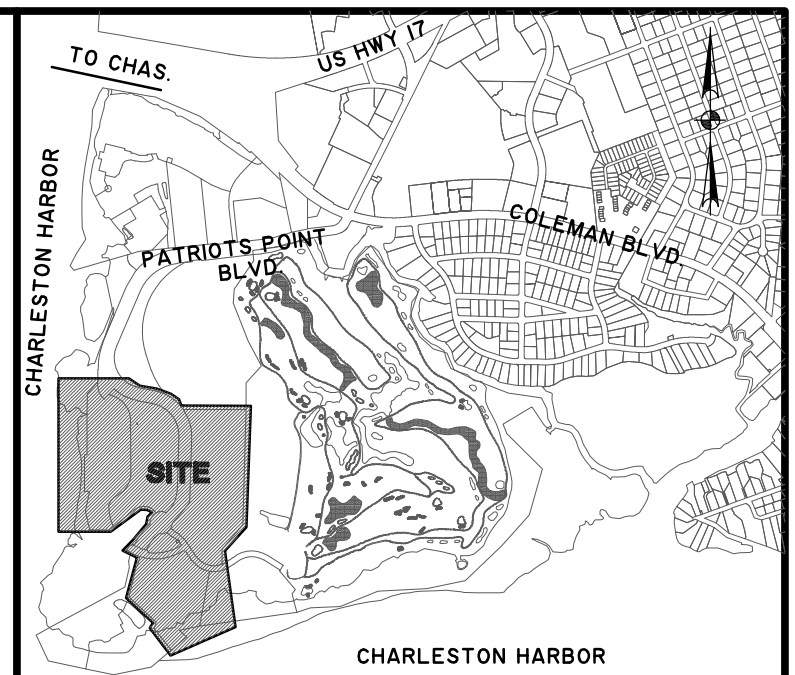 US HWY 17
TO CHAS.
CHARLESTON HARBOR
COLEMAN BLVD.
PATRIOTS POINT
BLVD.
SITE
CHARLESTON HARBOR